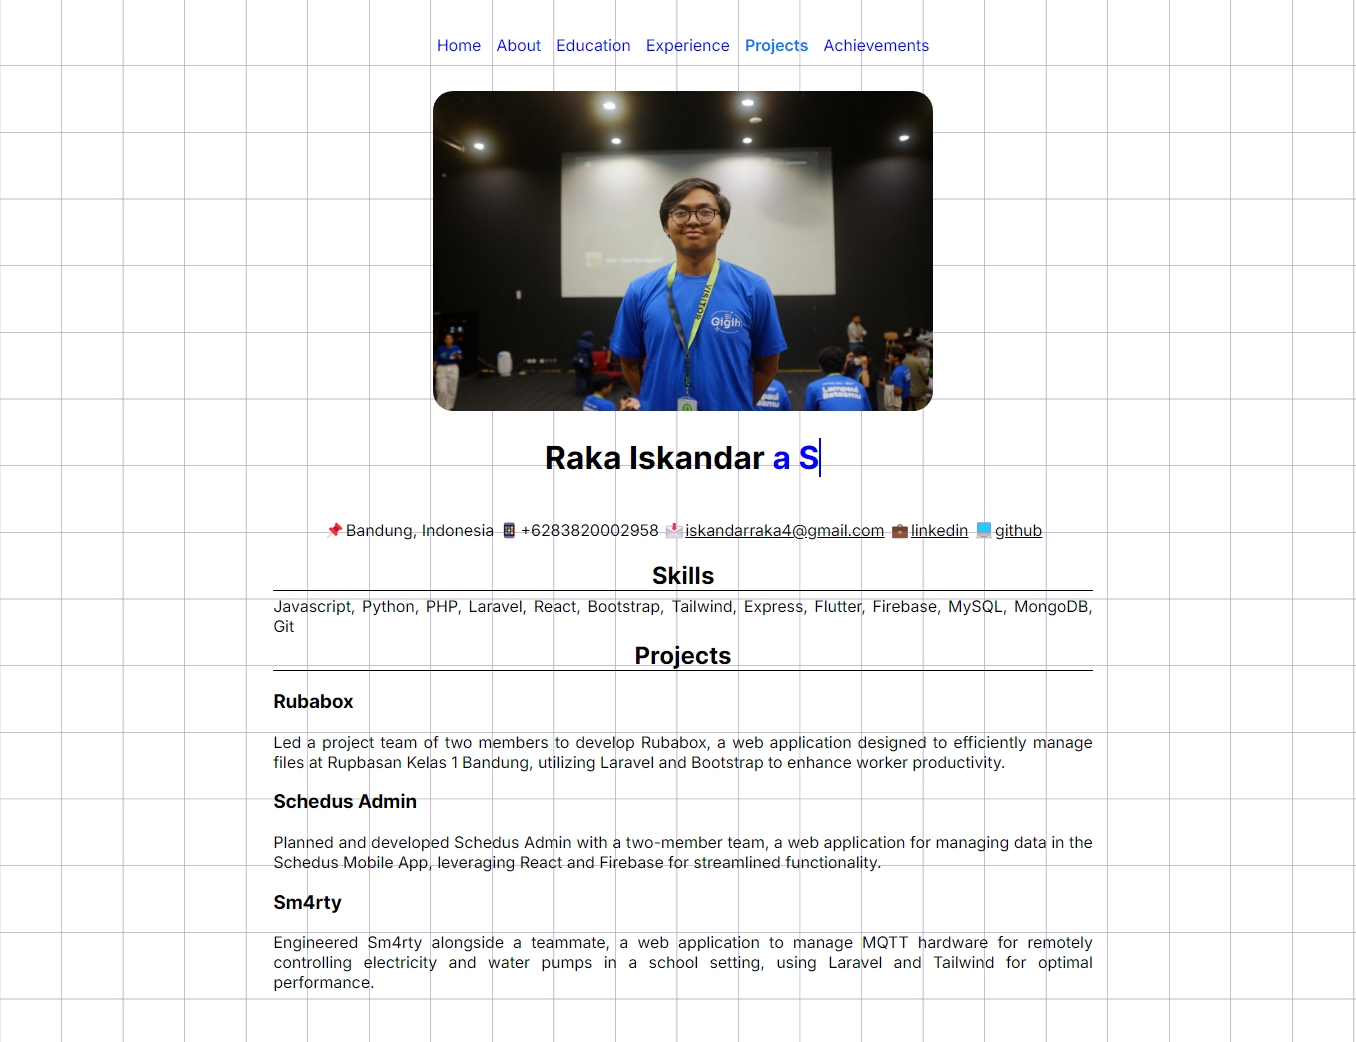 Home About Education Experience Projects Achievements
VISITOR
Gigih
Lampaui
Batasmu
Raka Iskandar a S
Bandung, Indonesia +6283820002958 iskandarraka4@gmail.com linkedin github
Skills
Javascript, Python, PHP, Laravel, React, Bootstrap, Tailwind, Express, Flutter, Firebase, MySQL, MongoDB,
Git
Projects
Rubabox
Led a project team of two members to develop Rubabox, a web application designed to efficiently manage
files at Rupbasan Kelas 1 Bandung, utilizing Laravel and Bootstrap to enhance worker productivity.
Schedus Admin
Planned and developed Schedus Admin with a two-member team, a web application for managing data in the
Schedus Mobile App, leveraging React and Firebase for streamlined functionality.
Sm4rty
Engineered Sm4rty alongside a teammate, a web application to manage MQTT hardware for remotely
controlling electricity and water pumps in a school setting, using Laravel and Tailwind for optimal
performance.